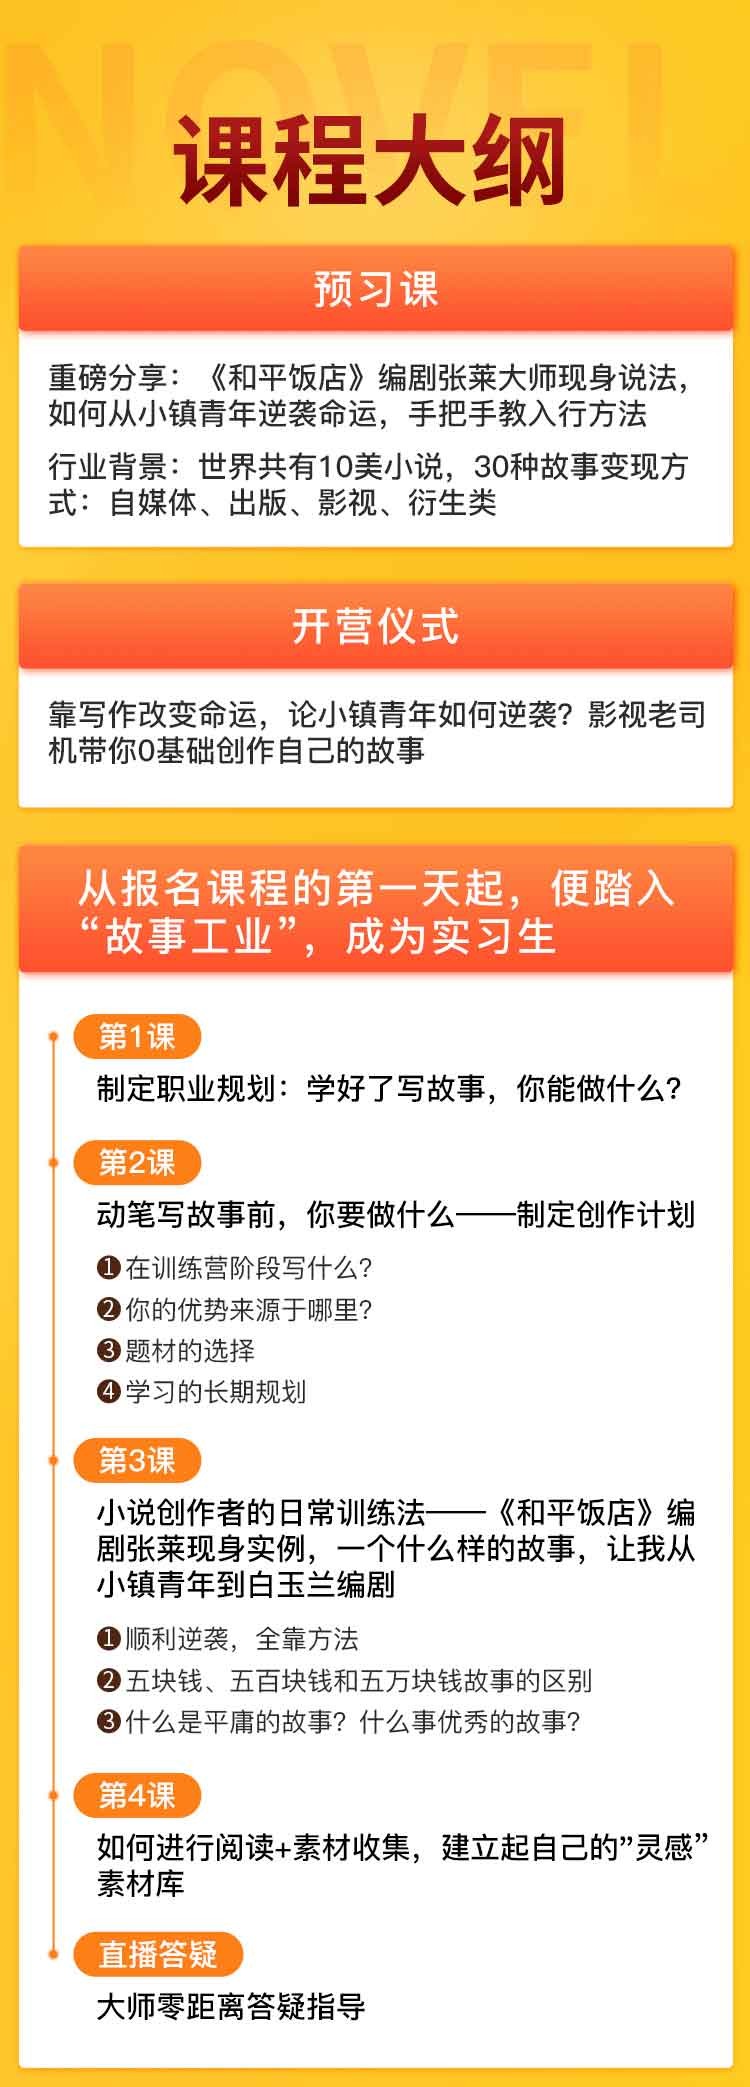 NOVEL
课程大纲
预习课
重磅分享：《和平饭店》编剧张莱大师现身说法，
如何从小镇青年逆袭命运，手把手教入行方法
行业背景：世界共有10美小说，30种故事变现方
式：自媒体、出版、影视、衍生类
开营仪式
靠写作改变命运，论小镇青年如何逆袭？影视老司
机带你0基础创作自己的故事
从报名课程的第一天起，便踏入
“故事工业”，成为实习生
第1课
制定职业规划：学好了写故事，你能做什么？
第2课
动笔写故事前，你要做什么——制定创作计划
❶在训练营阶段写什么？
❷你的优势来源于哪里？
❸题材的选择
❹学习的长期规划
第3课
小说创作者的日常训练法——《和平饭店》编
剧张莱现身实例，一个什么样的故事，让我从
小镇青年到白玉兰编剧
❶顺利逆袭，全靠方法
❷五块钱、五百块钱和五万块钱故事的区别
❸什么是平庸的故事？什么事优秀的故事？
第4课
如何进行阅读+素材收集，建立起自己的”灵感”
素材库
直播答疑
大师零距离答疑指导